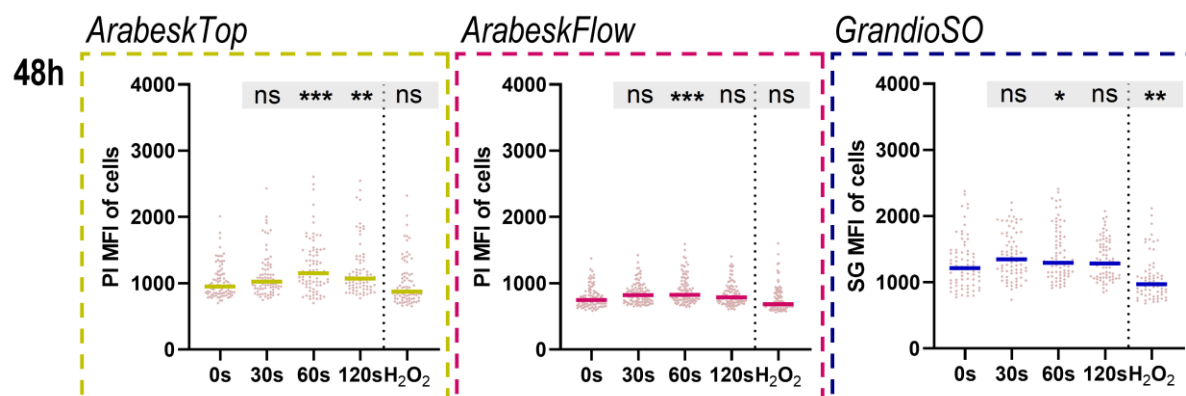 ArabeskTop
ArabeskFlow
GrandioSO
48h
PI MFI of cells
4000
3000
2000
1000
0
ns *** ** ns
0s 30s 60s 120s H₂O₂
PI MFI of cells
4000
3000
2000
1000
0
ns *** ns ns
0s 30s 60s 120s H₂O₂
SG MFI of cells
4000
3000
2000
1000
0
ns * ns **
0s 30s 60s 120s H₂O₂